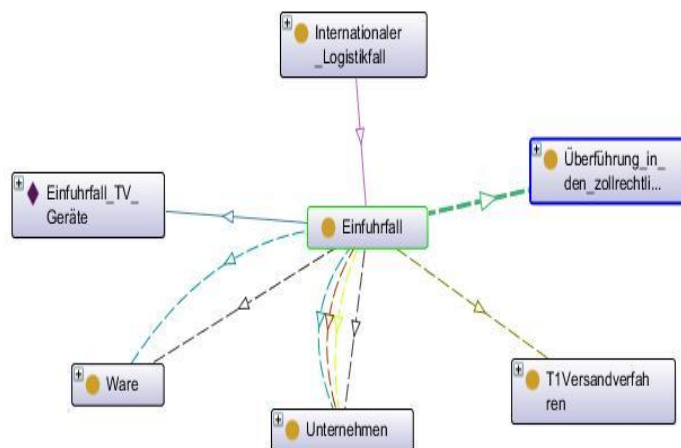 Internationaler
_Logistikfall
Überführung_in_
den_zollrechtli...
Einfuhrfall_TV_
Geräte
Einfuhrfall
Ware
Unternehmen
T1Versandverfah
ren